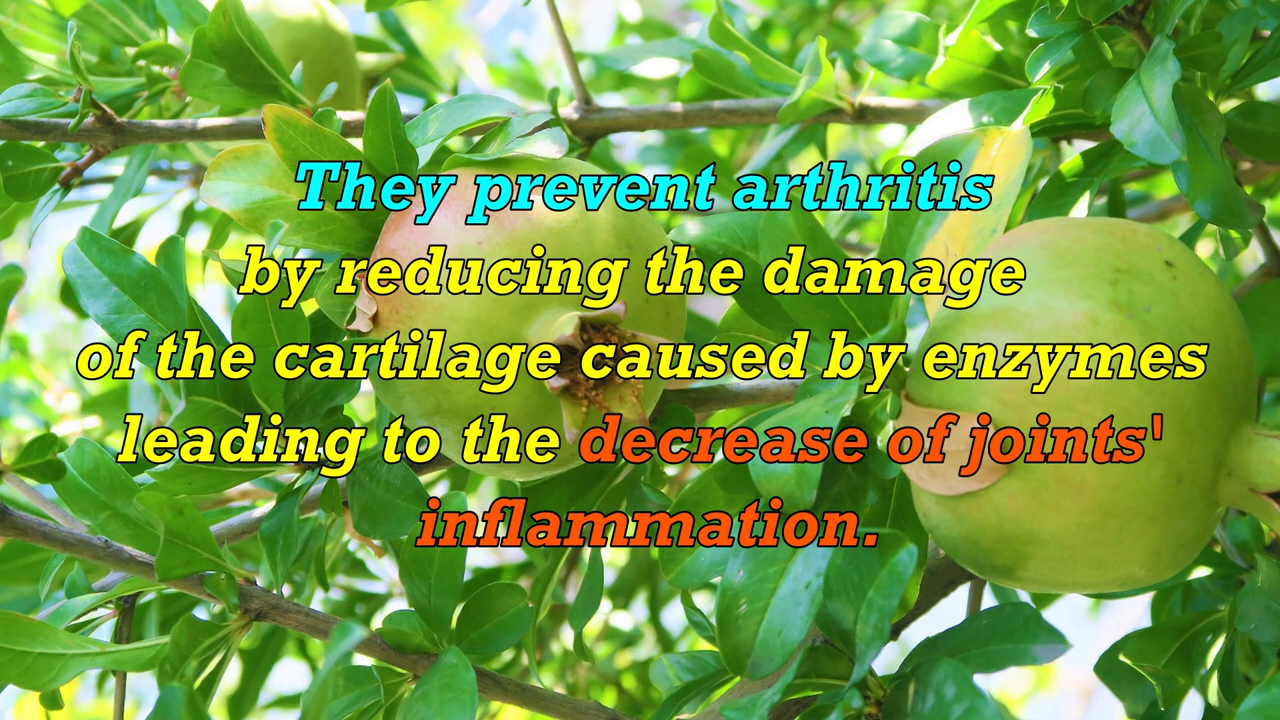 They prevent arthritis
by reducing the damage
of the cartilage caused by enzymes
leading to the decrease of joints'
inflammation.